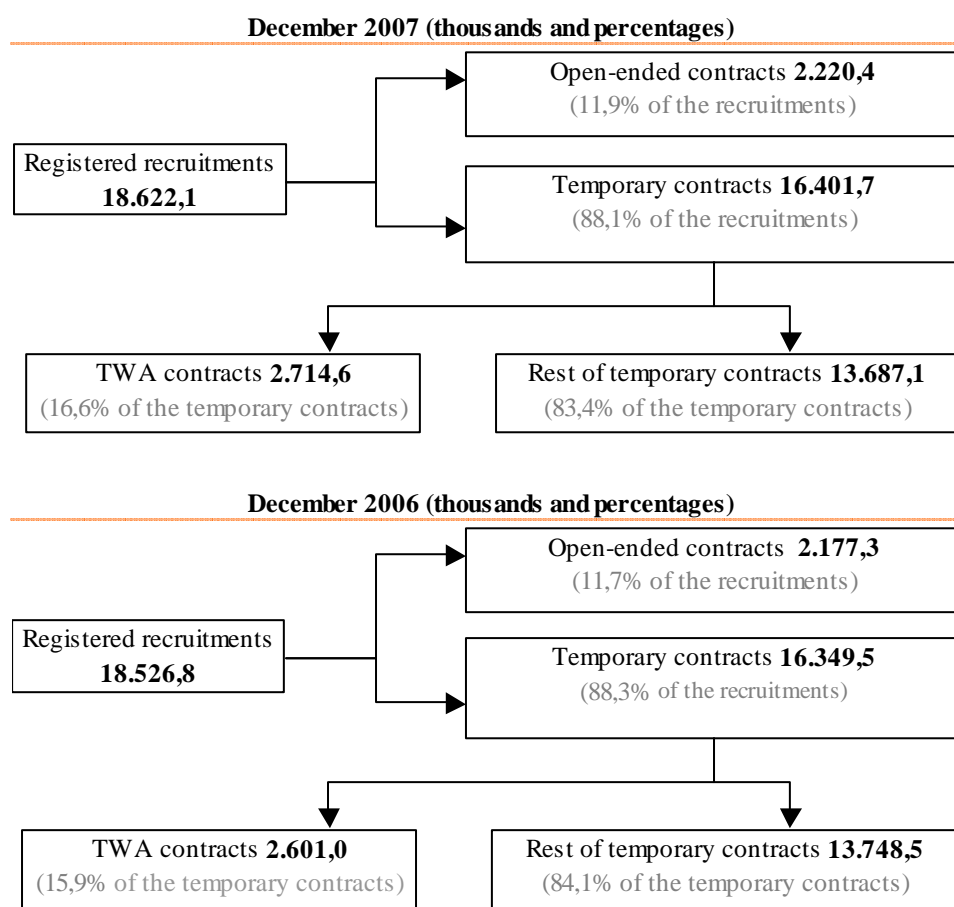 December 2007 (thousands and percentages)
Open-ended contracts 2.220,4
(11,9% of the recruitments)
Registered recruitments
18.622,1
Temporary contracts 16.401,7
(88,1% of the recruitments)
TWA contracts 2.714,6
(16,6% of the temporary contracts)
Rest of temporary contracts 13.687,1
(83,4% of the temporary contracts)
December 2006 (thousands and percentages)
Open-ended contracts 2.177,3
(11,7% of the recruitments)
Registered recruitments
18.526,8
Temporary contracts 16.349,5
(88,3% of the recruitments)
TWA contracts 2.601,0
(15,9% of the temporary contracts)
Rest of temporary contracts 13.748,5
(84,1% of the temporary contracts)